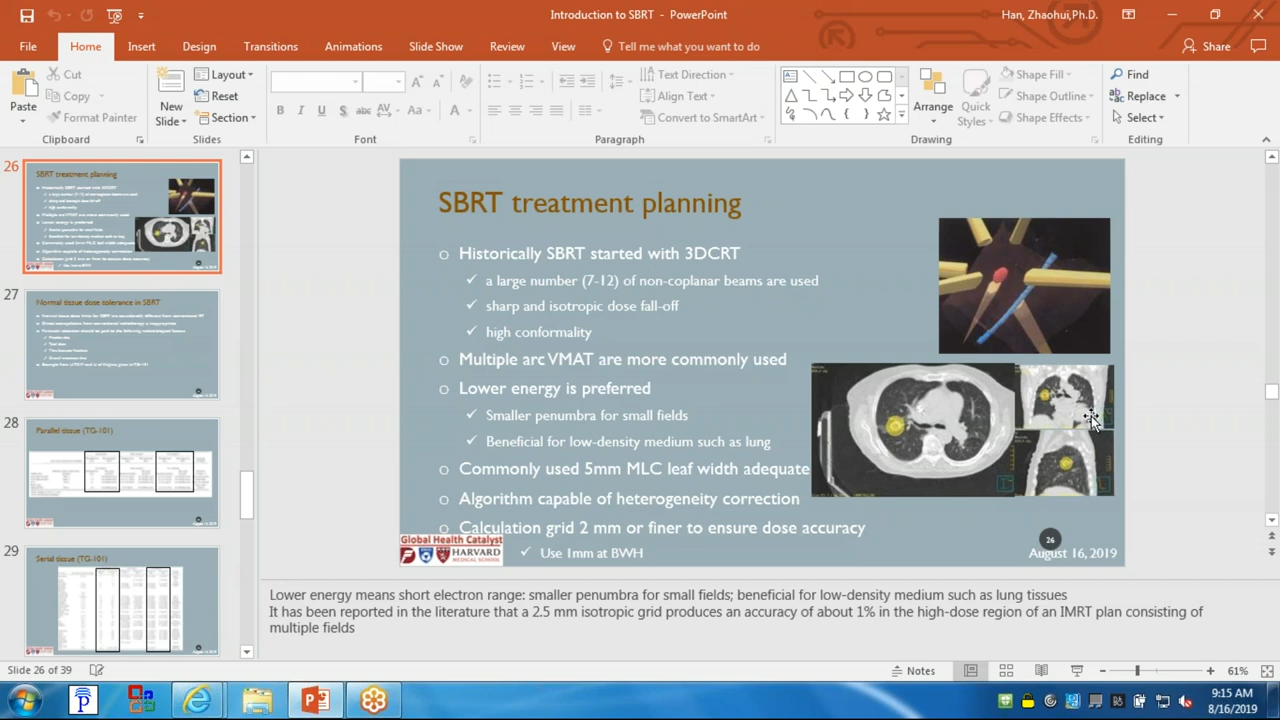 Introduction to SBRT - PowerPoint
Han, Zhaohui,Ph.D.
File Home Insert Design Transitions Animations Slide Show Review View Tell me what you want to do Share
Paste
Cut
Copy
Format Painter
Clipboard
New Slide
Layout
Reset
Section
Slides
Font
Text Direction
Align Text
Convert to SmartArt
Paragraph
Arrange
Quick Styles
Shape Fill
Shape Outline
Shape Effects
Drawing
Find
Replace
Select
Editing
26
SBRT treatment planning
27
Normal tissue dose tolerance in SBRT
28
Parallel tissue (TG-101)
29
Serial tissue (TG-101)
SBRT treatment planning
Historically SBRT started with 3DCRT
a large number (7-12) of non-coplanar beams are used
sharp and isotropic dose fall-off
high conformality
Multiple arc VMAT are more commonly used
Lower energy is preferred
Smaller penumbra for small fields
Beneficial for low-density medium such as lung
Commonly used 5mm MLC leaf width adequate
Algorithm capable of heterogeneity correction
Calculation grid 2 mm or finer to ensure dose accuracy
Use 1mm at BWH
Global Health Catalyst
HARVARD
MEDICAL SCHOOL
26
August 16, 2019
Lower energy means short electron range: smaller penumbra for small fields; beneficial for low-density medium such as lung tissues
It has been reported in the literature that a 2.5 mm isotropic grid produces an accuracy of about 1% in the high-dose region of an IMRT plan consisting of
multiple fields
Slide 26 of 39
Notes
61%
9:15 AM
8/16/2019